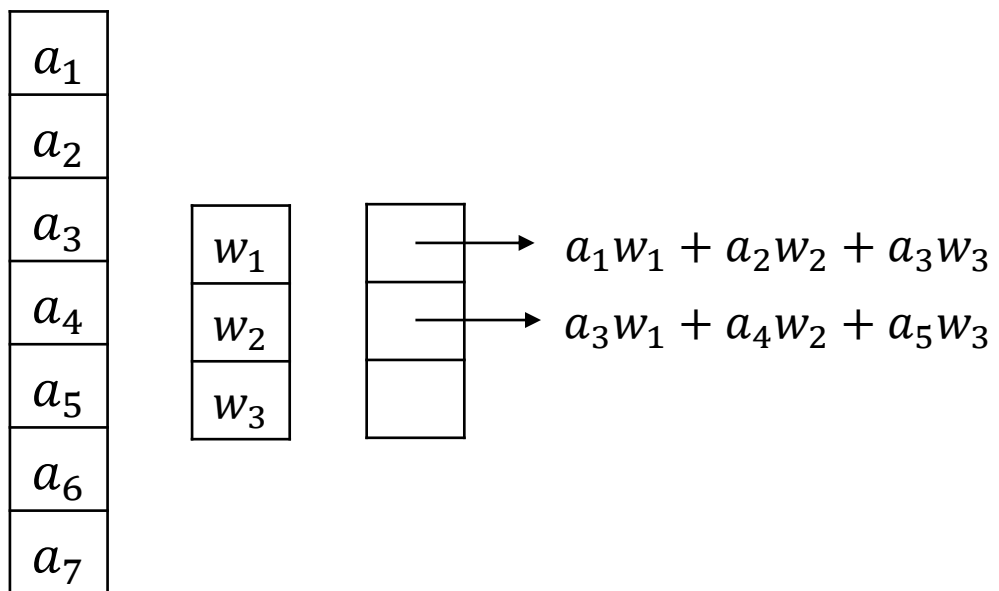 a₁
a₂
a₃
a₄
a₅
a₆
a₇
w₁
w₂
w₃
a₁w₁ + a₂w₂ + a₃w₃
a₃w₁ + a₄w₂ + a₅w₃